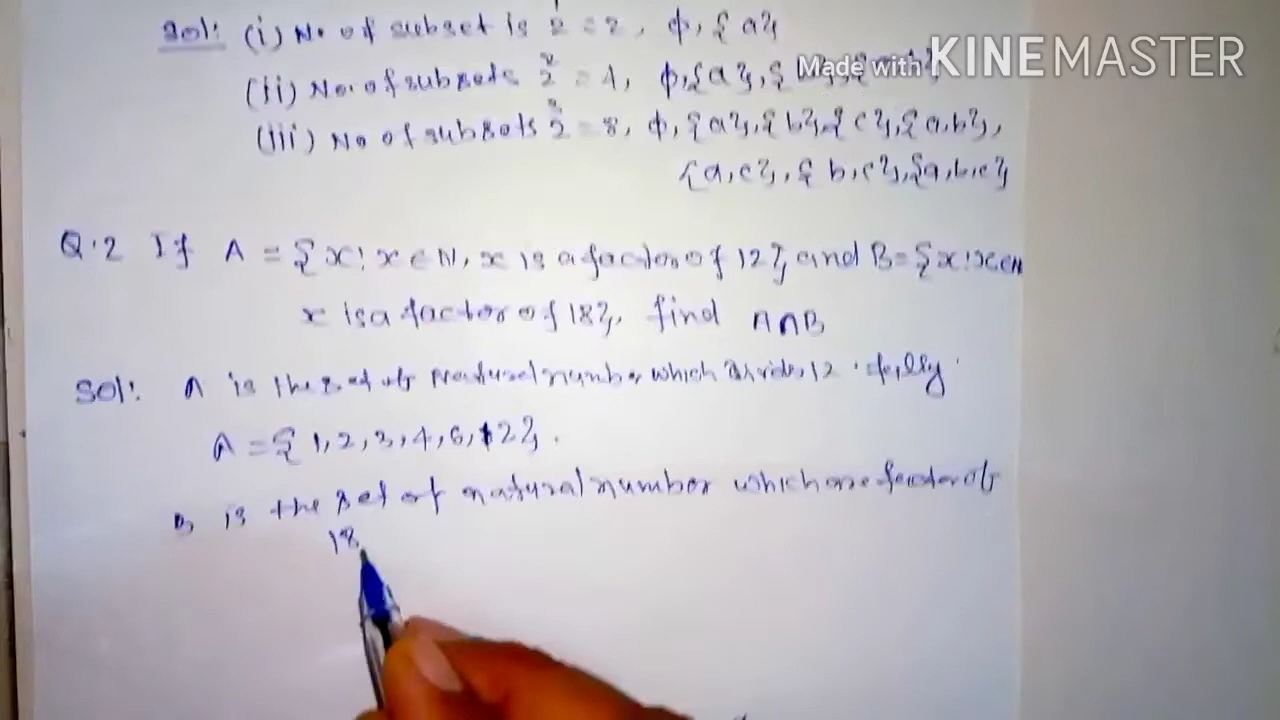 Sol: (i) No of subset is 2¹ = 2, φ, {a}
Made with KINEMASTER
(ii) No. of subsets 2² = 4, φ, {a}, {
(iii) No of subsets 2³ = 8, φ, {a}, {b}, {c}, {a,b},
{a,c}, {b,c}, {a,b,c}
Q.2 If A = {x: x∈N, x is a factor of 12} and B = {x: x∈N
x is a factor of 18}, find A∩B
Sol: A is the set of Natural number which divides 12
A = {1, 2, 3, 4, 6, 12}.
B is the set of natural number which are factor of
18